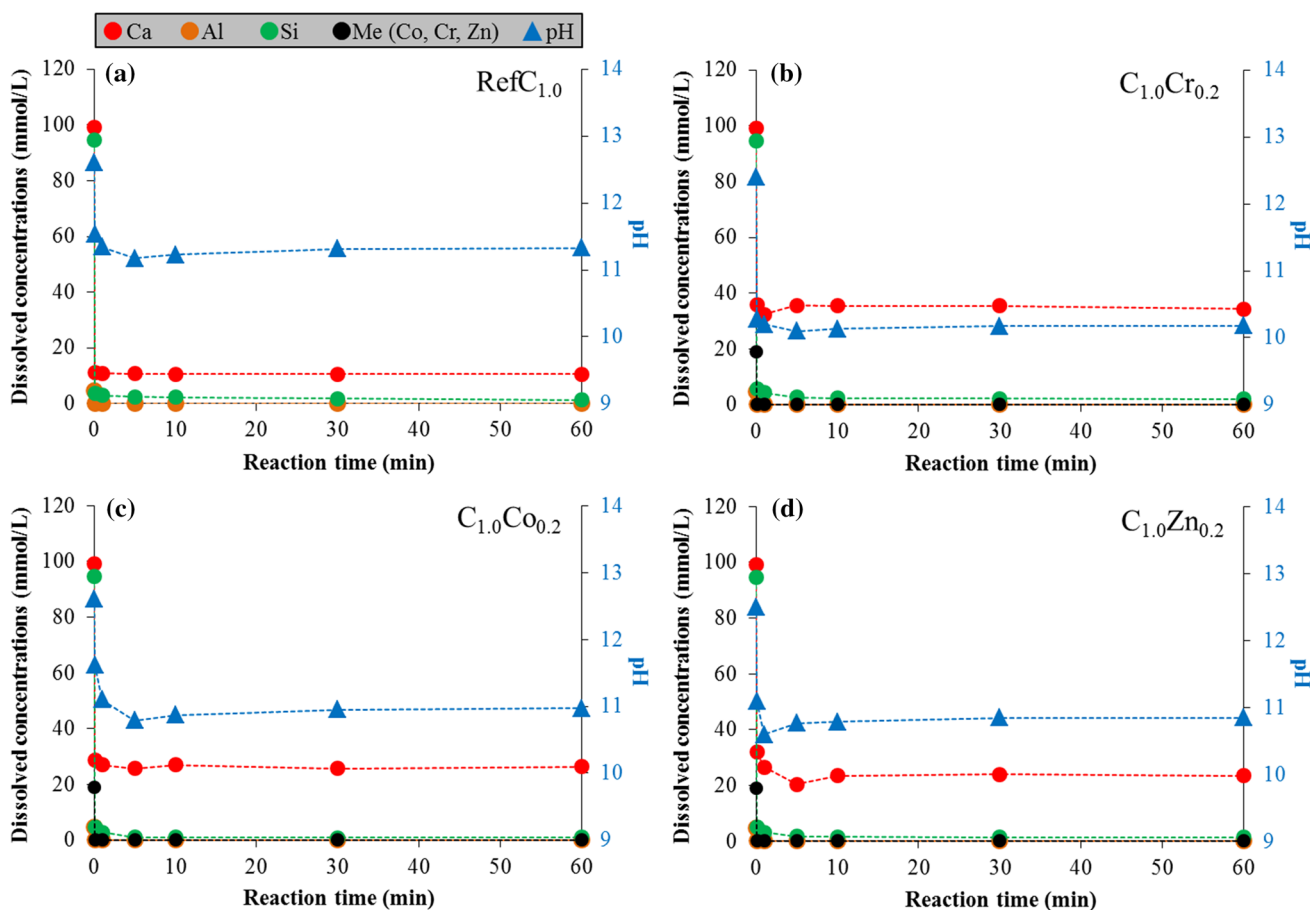 Ca Al Si Me (Co, Cr, Zn) pH
(a) RefC1.0
Dissolved concentrations (mmol/L)
120
100
80
60
40
20
0
14
13
12
11
10
9
pH
0 10 20 30 40 50 60
Reaction time (min)
(b) C1.0Cr0.2
Dissolved concentrations (mmol/L)
120
100
80
60
40
20
0
14
13
12
11
10
9
pH
0 10 20 30 40 50 60
Reaction time (min)
(c) C1.0Co0.2
Dissolved concentrations (mmol/L)
120
100
80
60
40
20
0
14
13
12
11
10
9
pH
0 10 20 30 40 50 60
Reaction time (min)
(d) C1.0Zn0.2
Dissolved concentrations (mmol/L)
120
100
80
60
40
20
0
14
13
12
11
10
9
pH
0 10 20 30 40 50 60
Reaction time (min)